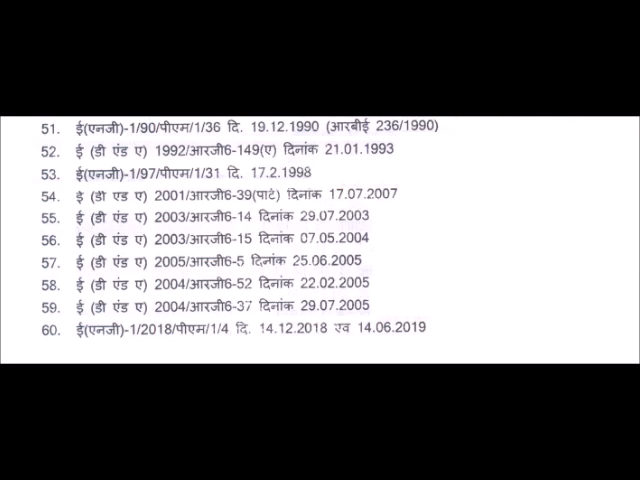 51. ई(एनजी)-1/90/पीएम/1/36 दि. 19.12.1990 (आरबीई 236/1990)
52. ई (डी एंड ए) 1992/आरजी6-149(ए) दिनांक 21.01.1993
53. ई(एनजी)-1/97/पीएम/1/31 दि. 17.2.1998
54. ई (डी एंड ए) 2001/आरजी6-39(पार्ट) दिनांक 17.07.2007
55. ई (डी एंड ए) 2003/आरजी6-14 दिनांक 29.07.2003
56. ई (डी एंड ए) 2003/आरजी6-15 दिनांक 07.05.2004
57. ई (डी एंड ए) 2005/आरजी6-5 दिनांक 25.06.2005
58. ई (डी एंड ए) 2004/आरजी6-52 दिनांक 22.02.2005
59. ई (डी एंड ए) 2004/आरजी6-37 दिनांक 29.07.2005
60. ई(एनजी)-1/2018/पीएम/1/4 दि. 14.12.2018 एव 14.06.2019